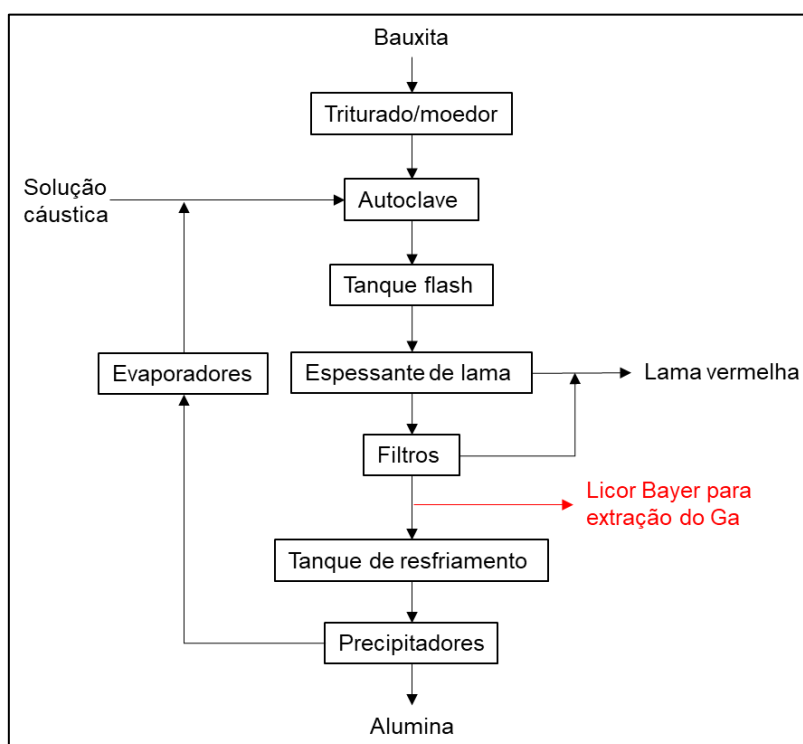 Bauxita
Triturado/moedor
Solução
cáustica
Autoclave
Tanque flash
Evaporadores
Espessante de lama
Lama vermelha
Filtros
Licor Bayer para
extração do Ga
Tanque de resfriamento
Precipitadores
Alumina